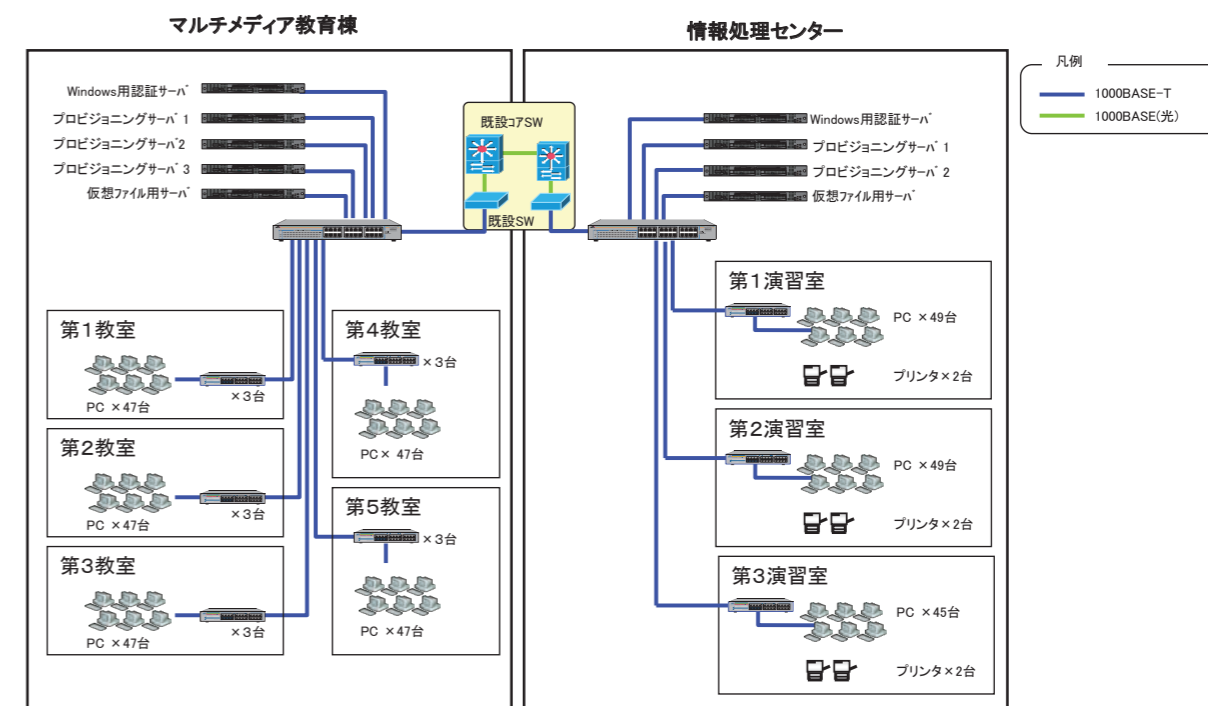 マルチメディア教育棟
Windows用認証サーバ
プロビジョニングサーバ 1
プロビジョニングサーバ2
プロビジョニングサーバ 3
仮想ファイル用サーバ
既設コアSW
既設SW
第1教室
PC ×47台
×3台
第2教室
PC ×47台
×3台
第3教室
PC ×47台
×3台
第4教室
×3台
PC× 47台
第5教室
×3台
PC ×47台
情報処理センター
Windows用認証サーバ
プロビジョニングサーバ 1
プロビジョニングサーバ 2
仮想ファイル用サーバ
第1演習室
PC ×49台
プリンタ×2台
第2演習室
PC ×49台
プリンタ×2台
第3演習室
PC ×45台
プリンタ×2台
凡例
1000BASE-T
1000BASE(光)